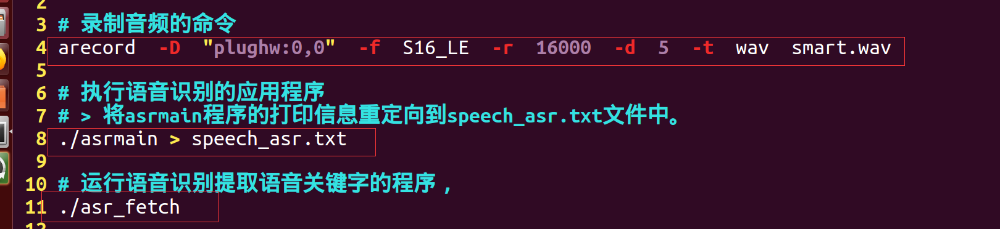 2
3 # 录制音频的命令
4 arecord -D "plughw:0,0" -f S16_LE -r 16000 -d 5 -t wav smart.wav
5
6 # 执行语音识别的应用程序
7 # > 将asrmain程序的打印信息重定向到speech_asr.txt文件中。
8 ./asrmain > speech_asr.txt
9
10 # 运行语音识别提取语音关键字的程序，
11 ./asr_fetch
12